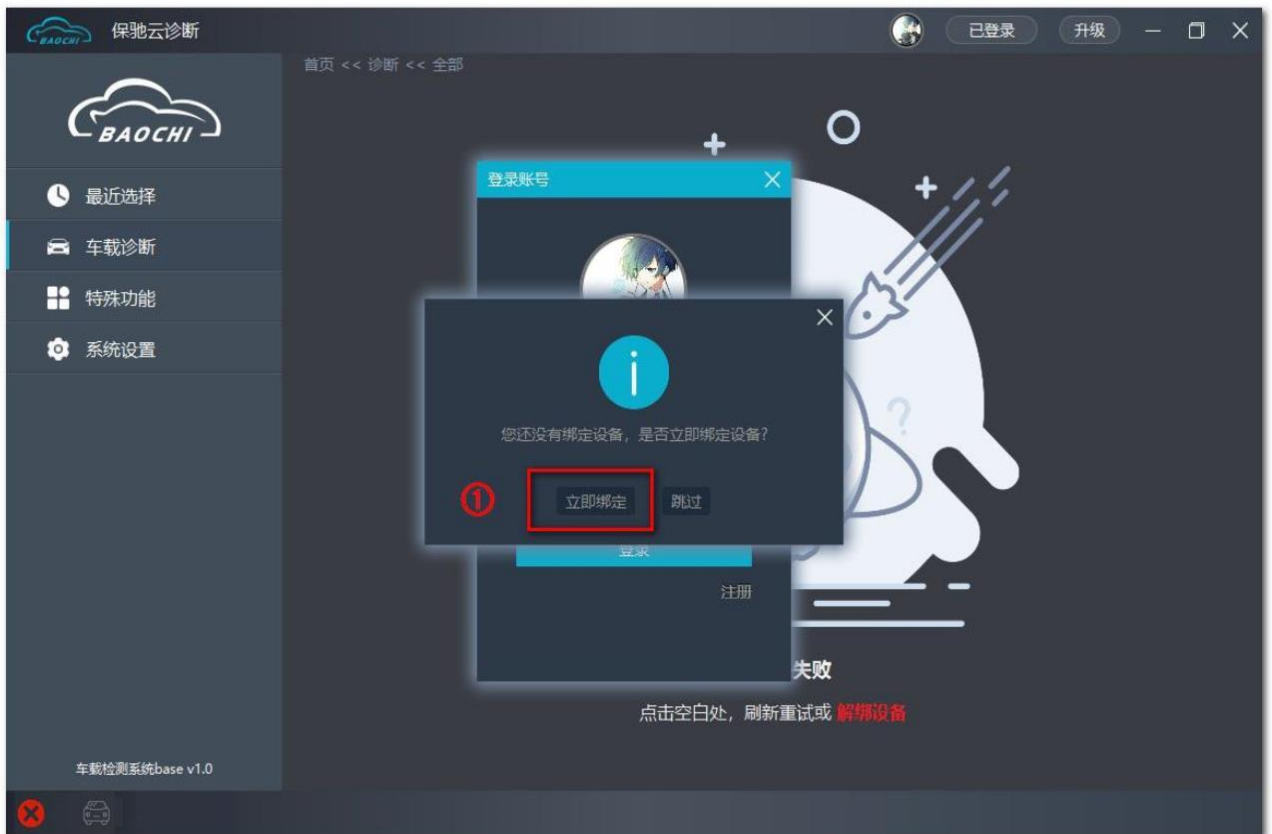 BAOCHI 保驰云诊断 已登录 升级
首页 << 诊断 << 全部
BAOCHI
登录账号
最近选择
车载诊断
特殊功能
系统设置
?
i
您还没有绑定设备，是否立即绑定设备?
① 立即绑定 跳过
登录
注册
失败
点击空白处，刷新重试或 解绑设备
车载检测系统base v1.0